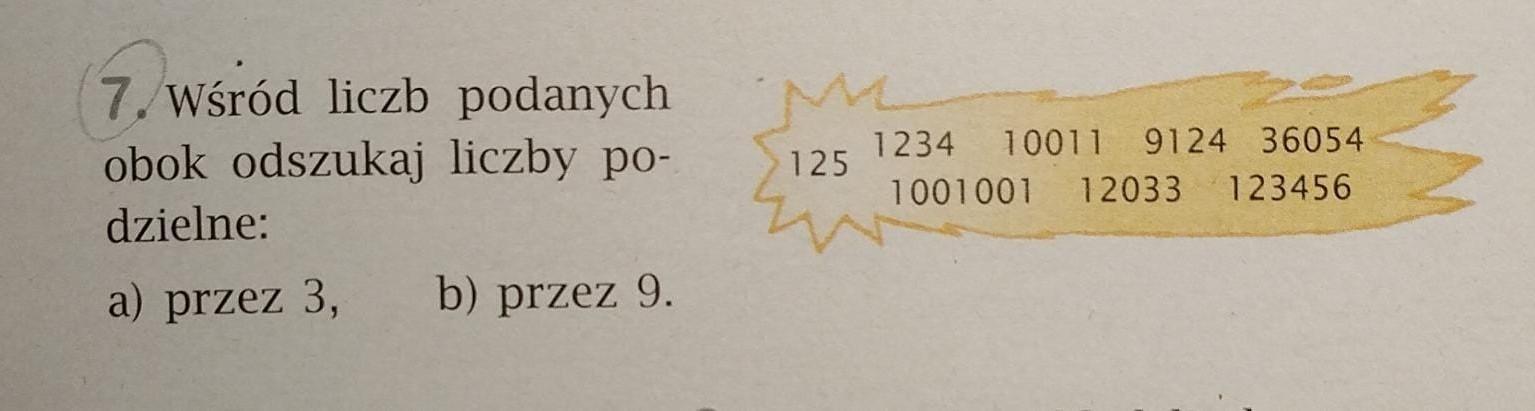 7. Wśród liczb podanych
obok odszukaj liczby po-
dzielne:
a) przez 3, b) przez 9.
125 1234 10011 9124 36054
1001001 12033 123456